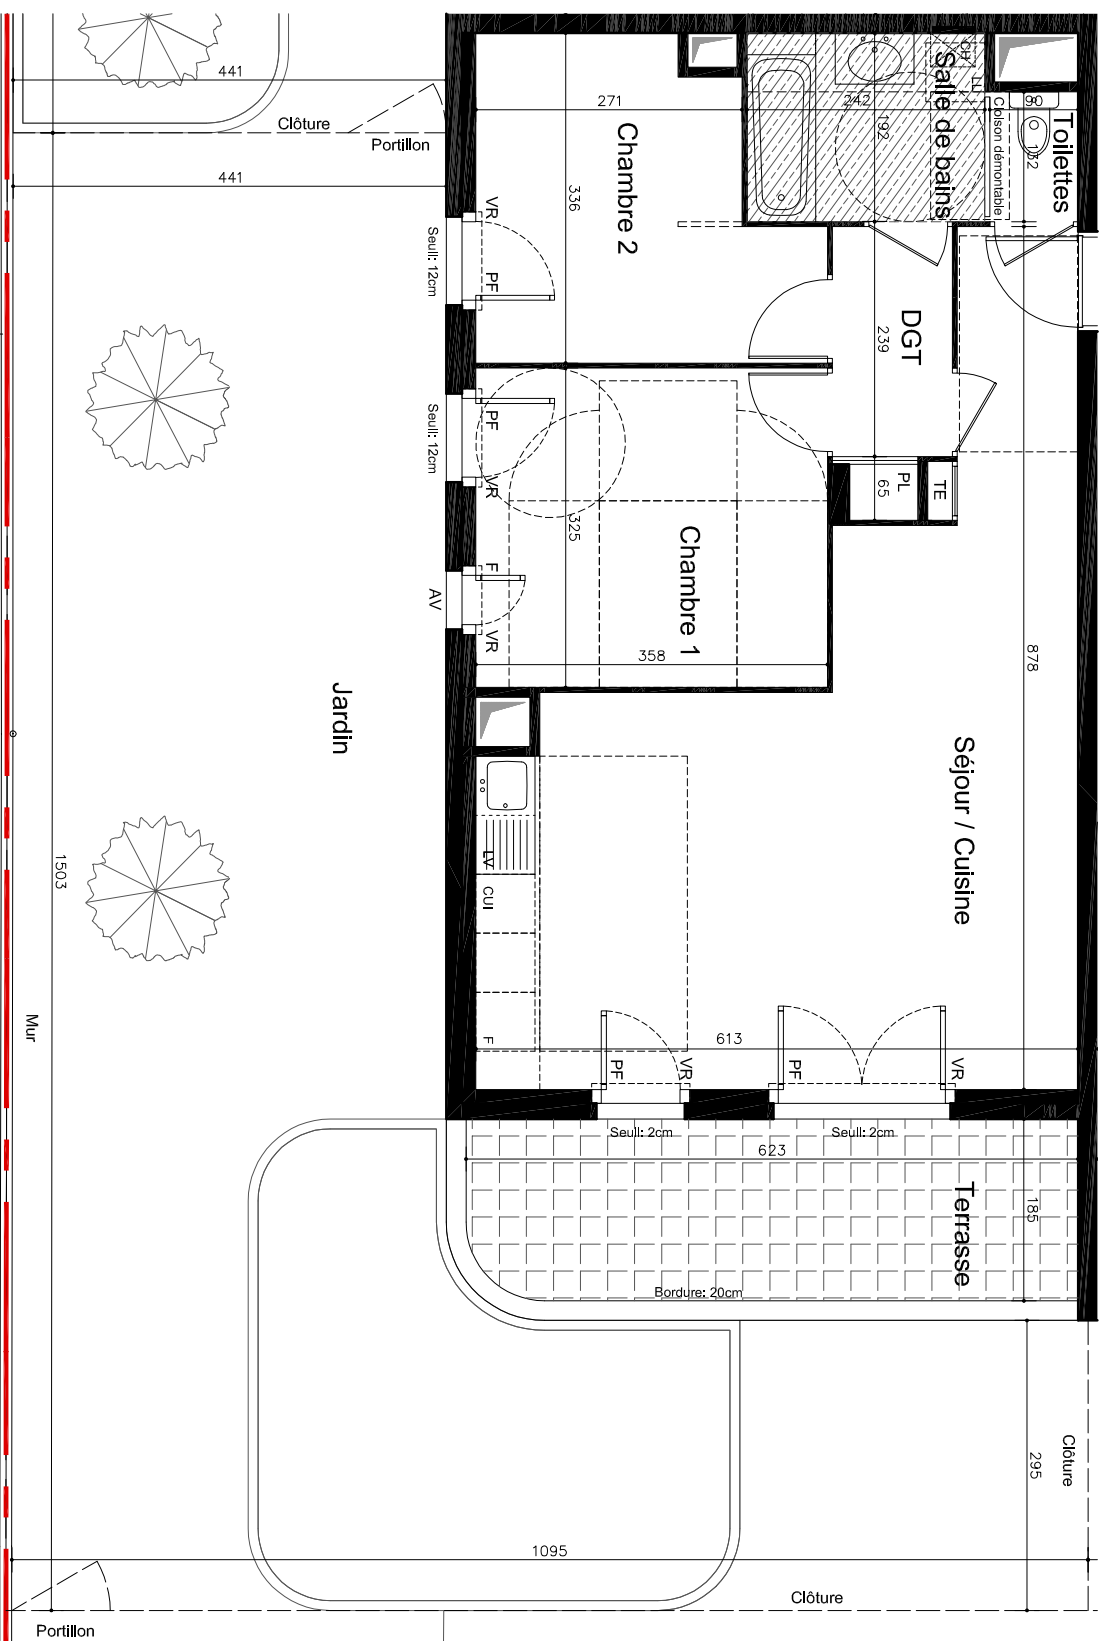 441
Clôture
Portillon
441
271
Chambre 2
336
VR
PF
Seuil: 12cm
CH
LL
Salle de bains
242
192
Cloison démontable
90
132
Toilettes
DGT
239
PF
VR
Seuil: 12cm
325
Chambre 1
358
F
VR
AV
PL
65
TE
878
Séjour / Cuisine
Jardin
LV
CUI
F
613
PF
VR
PF
VR
Seuil: 2cm
Seuil: 2cm
623
Terrasse
185
Bordure: 20cm
1503
Mur
Clôture
295
1095
Clôture
Portillon